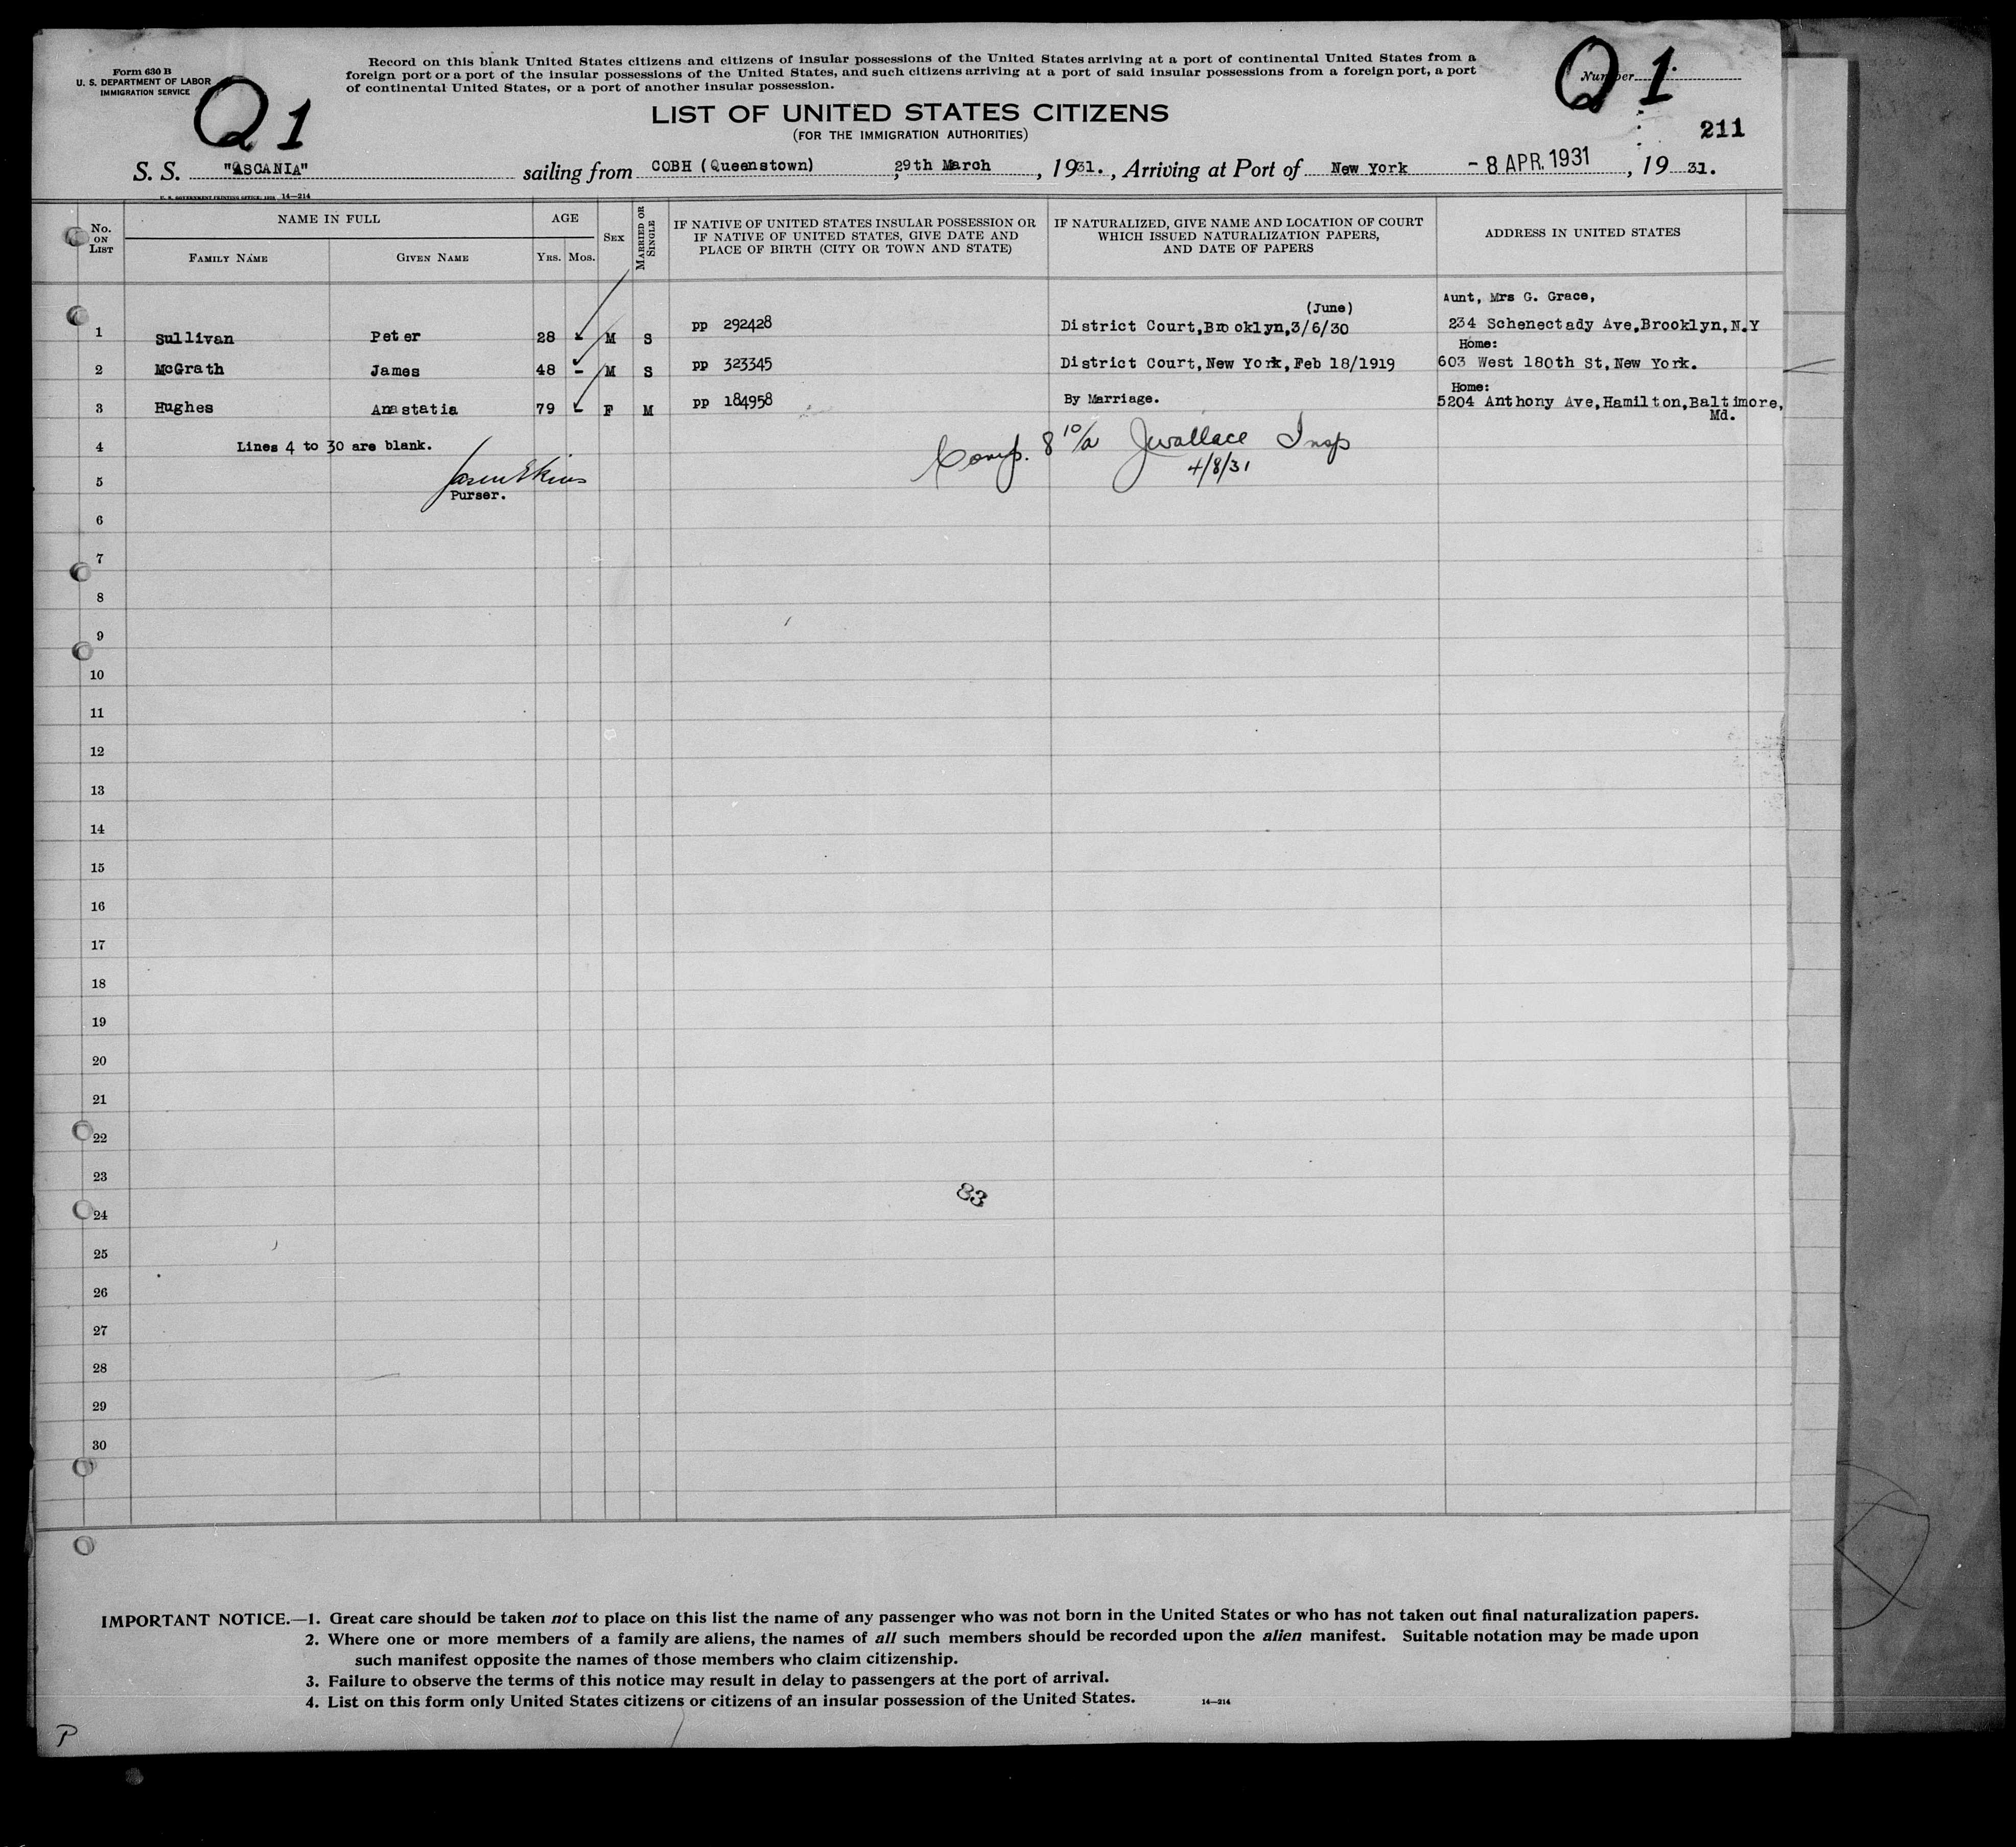 Form 630 B
U. S. DEPARTMENT OF LABOR
IMMIGRATION SERVICE
Q 1
Record on this blank United States citizens and citizens of insular possessions of the United States arriving at a port of continental United States from a
foreign port or a port of the insular possessions of the United States, and such citizens arriving at a port of said insular possessions from a foreign port, a port
of continental United States, or a port of another insular possession.
Number
Q 1
LIST OF UNITED STATES CITIZENS
(FOR THE IMMIGRATION AUTHORITIES)
211
S. S. "ASCANIA" sailing from COBH (Queenstown) , 29th March , 1931. , Arriving at Port of New York - 8 APR. 1931 , 19 31.
U. S. GOVERNMENT PRINTING OFFICE: 14-214
No. ON LIST
NAME IN FULL
FAMILY NAME
GIVEN NAME
AGE
YRS.
MOS.
SEX
MARRIED OR SINGLE
IF NATIVE OF UNITED STATES INSULAR POSSESSION OR
IF NATIVE OF UNITED STATES, GIVE DATE AND
PLACE OF BIRTH (CITY OR TOWN AND STATE)
IF NATURALIZED, GIVE NAME AND LOCATION OF COURT
WHICH ISSUED NATURALIZATION PAPERS,
AND DATE OF PAPERS
ADDRESS IN UNITED STATES
(June) Aunt, Mrs G. Grace,
1 Sullivan Peter 28 - M S pp 292428 District Court,Brooklyn,3/6/30 234 Schenectady Ave,Brooklyn,N.Y
Home:
2 McGrath James 48 - M S pp 323345 District Court,New York,Feb 18/1919 603 West 180th St,New York.
Home:
3 Hughes Anastatia 79 - F M pp 184958 By Marriage. 5204 Anthony Ave,Hamilton,Baltimore,
Md.
4 Lines 4 to 30 are blank. Comp. 8 10/a JWallace Insp
4/8/31
5
Purser.
6
7
8
9
10
11
12
13
14
15
16
17
18
19
20
21
22
23
83
24
25
26
27
28
29
30
IMPORTANT NOTICE.—1. Great care should be taken not to place on this list the name of any passenger who was not born in the United States or who has not taken out final naturalization papers.
2. Where one or more members of a family are aliens, the names of all such members should be recorded upon the alien manifest. Suitable notation may be made upon
such manifest opposite the names of those members who claim citizenship.
3. Failure to observe the terms of this notice may result in delay to passengers at the port of arrival.
4. List on this form only United States citizens or citizens of an insular possession of the United States. 14-214
P